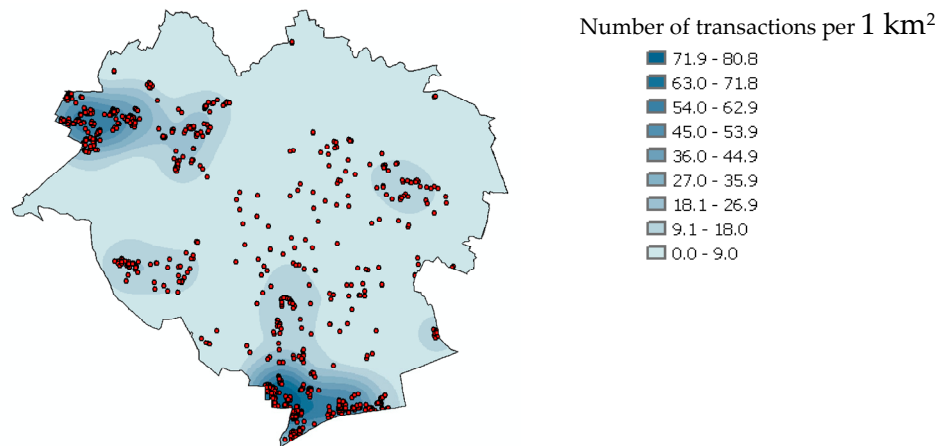 Number of transactions per 1 km²
71.9 - 80.8
63.0 - 71.8
54.0 - 62.9
45.0 - 53.9
36.0 - 44.9
27.0 - 35.9
18.1 - 26.9
9.1 - 18.0
0.0 - 9.0